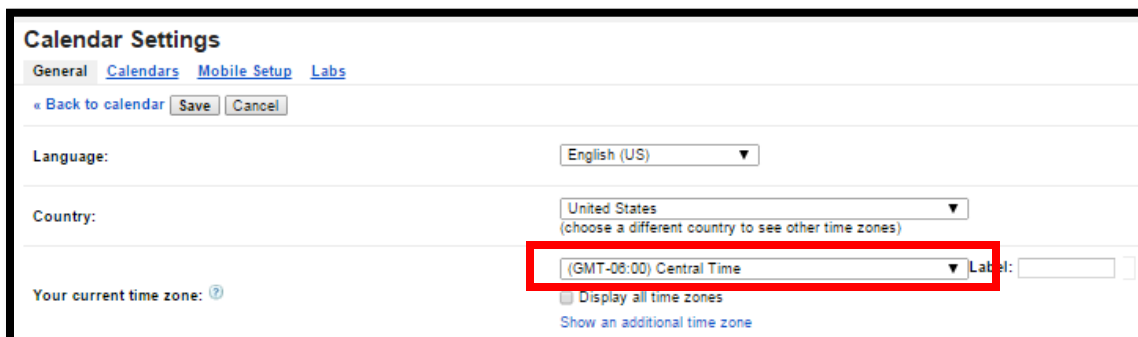 Calendar Settings
General Calendars Mobile Setup Labs
« Back to calendar Save Cancel
Language: English (US)
Country: United States
(choose a different country to see other time zones)
(GMT-06:00) Central Time Label:
Your current time zone: ? Display all time zones
Show an additional time zone